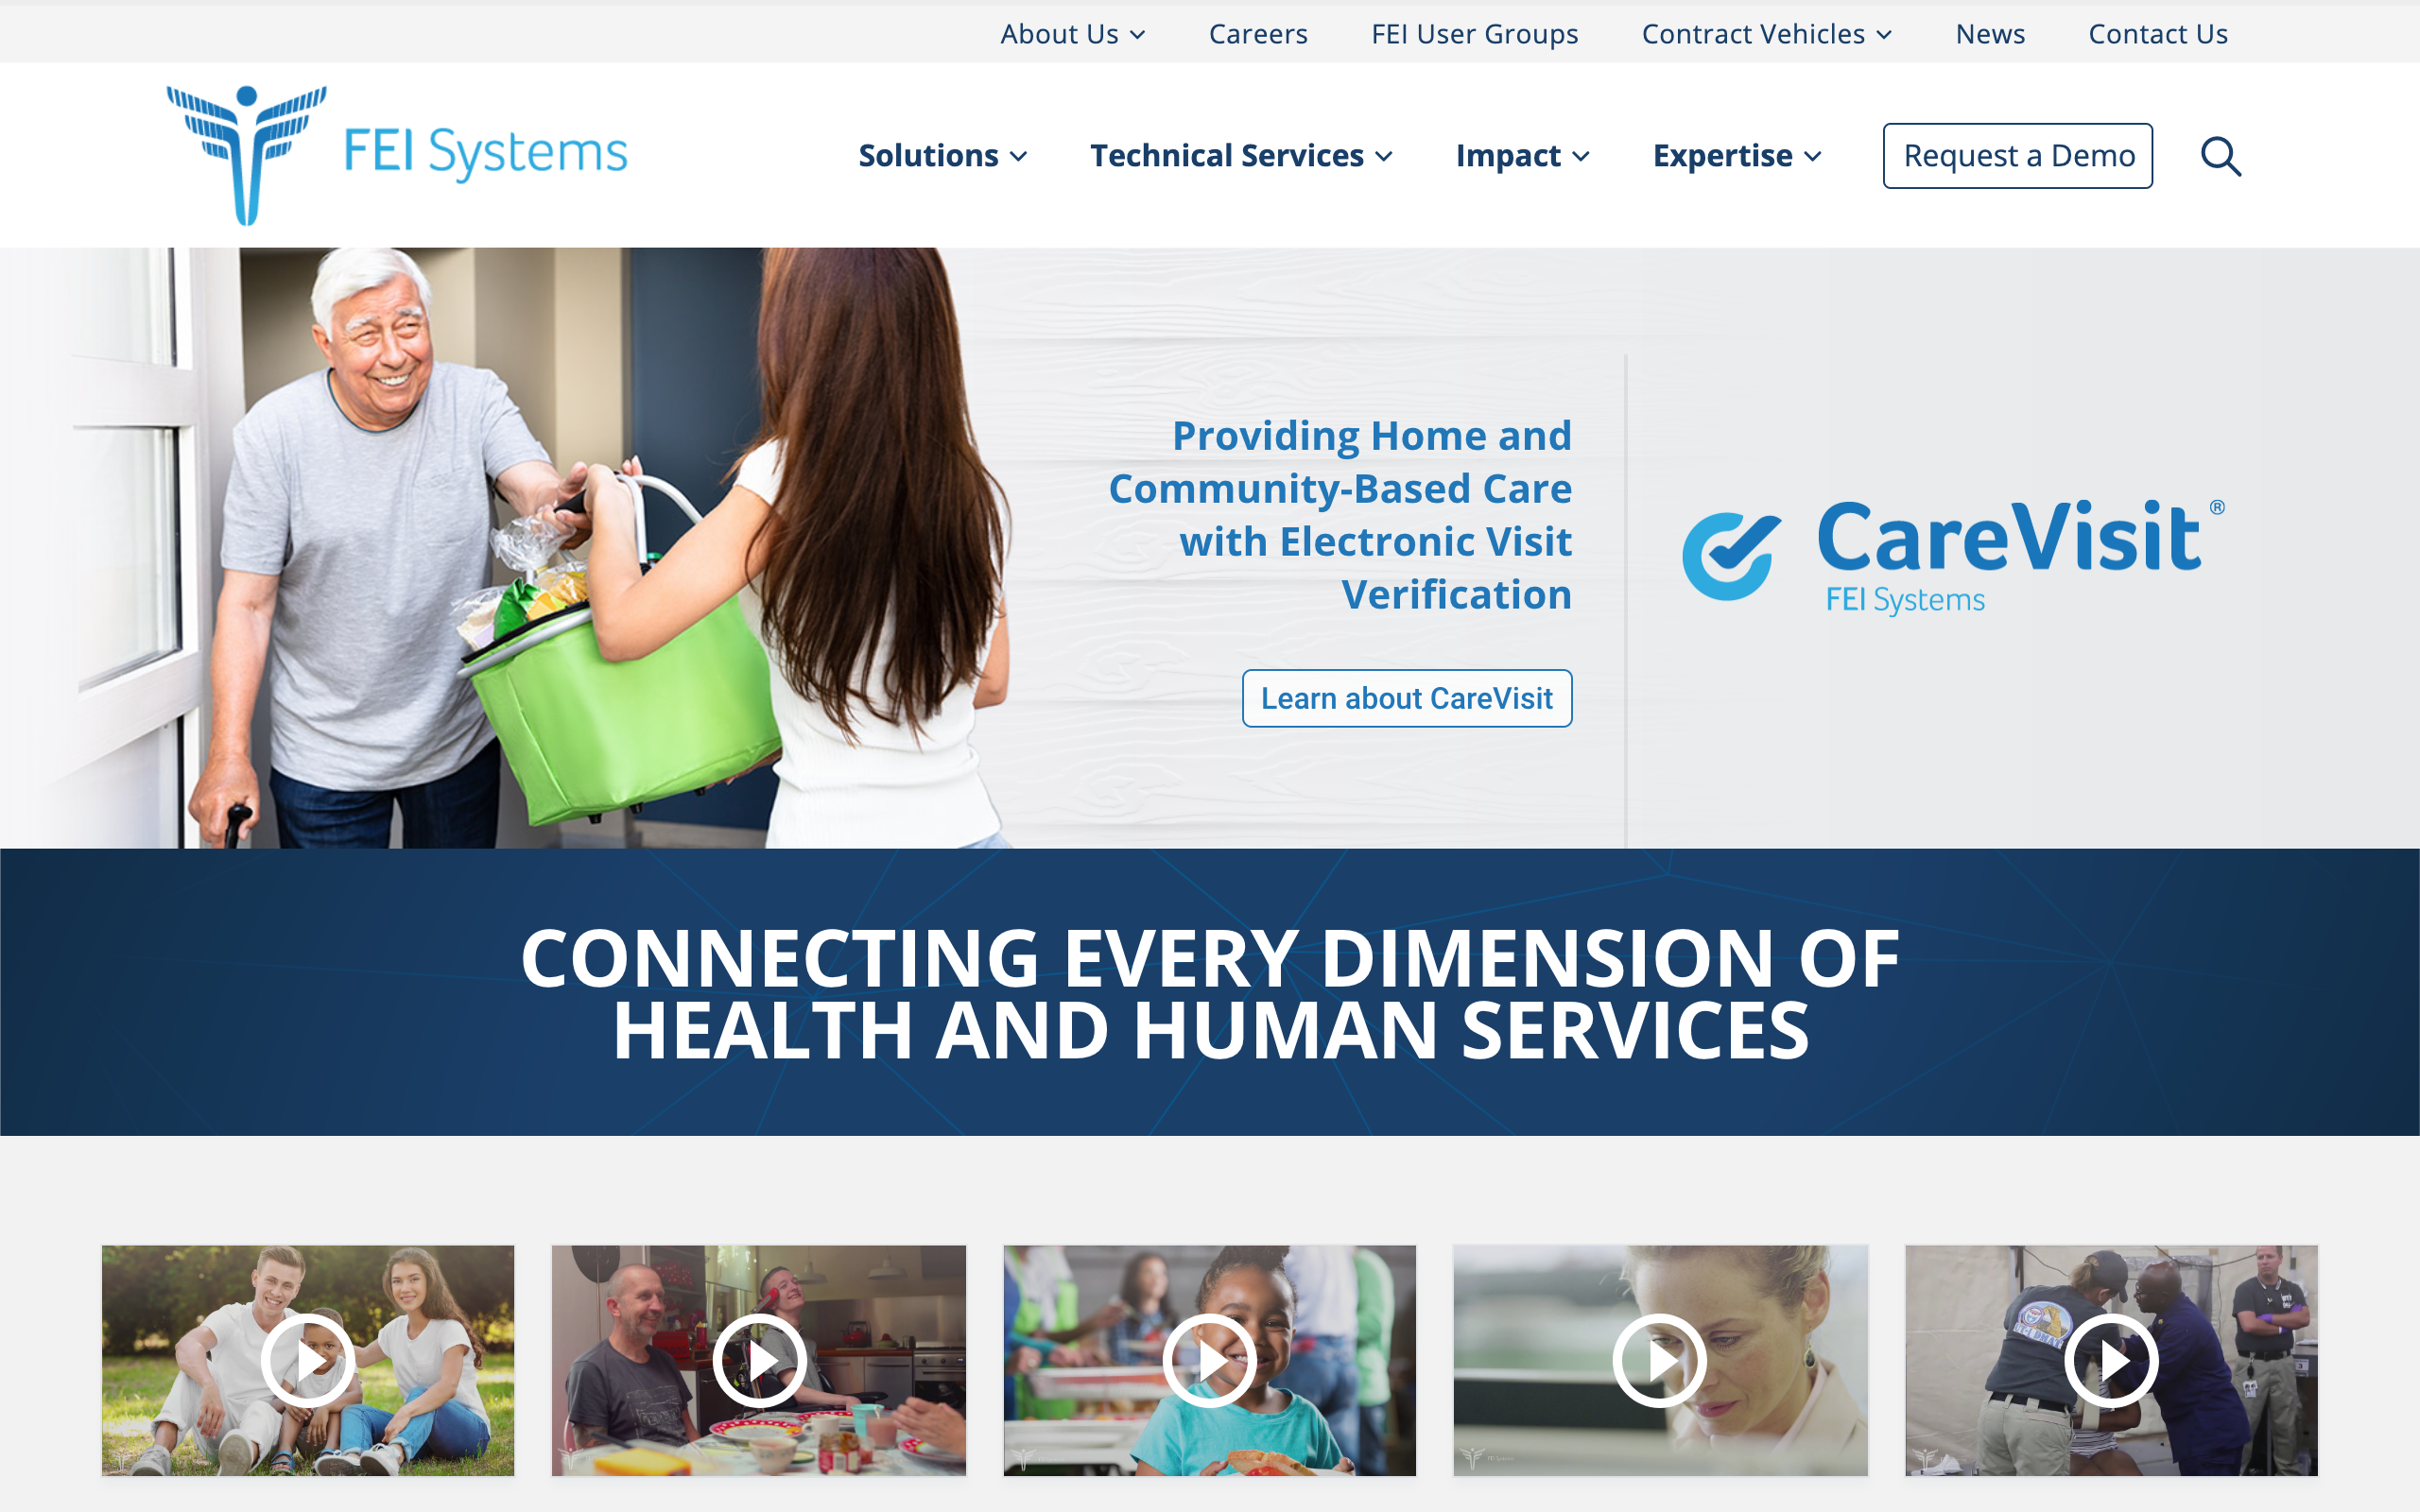 About Us
Careers
FEI User Groups
Contract Vehicles
News
Contact Us
FEI Systems
Solutions
Technical Services
Impact
Expertise
Request a Demo
Providing Home and
Community-Based Care
with Electronic Visit
Verification
Learn about CareVisit
CareVisit®
FEI Systems
CONNECTING EVERY DIMENSION OF
HEALTH AND HUMAN SERVICES